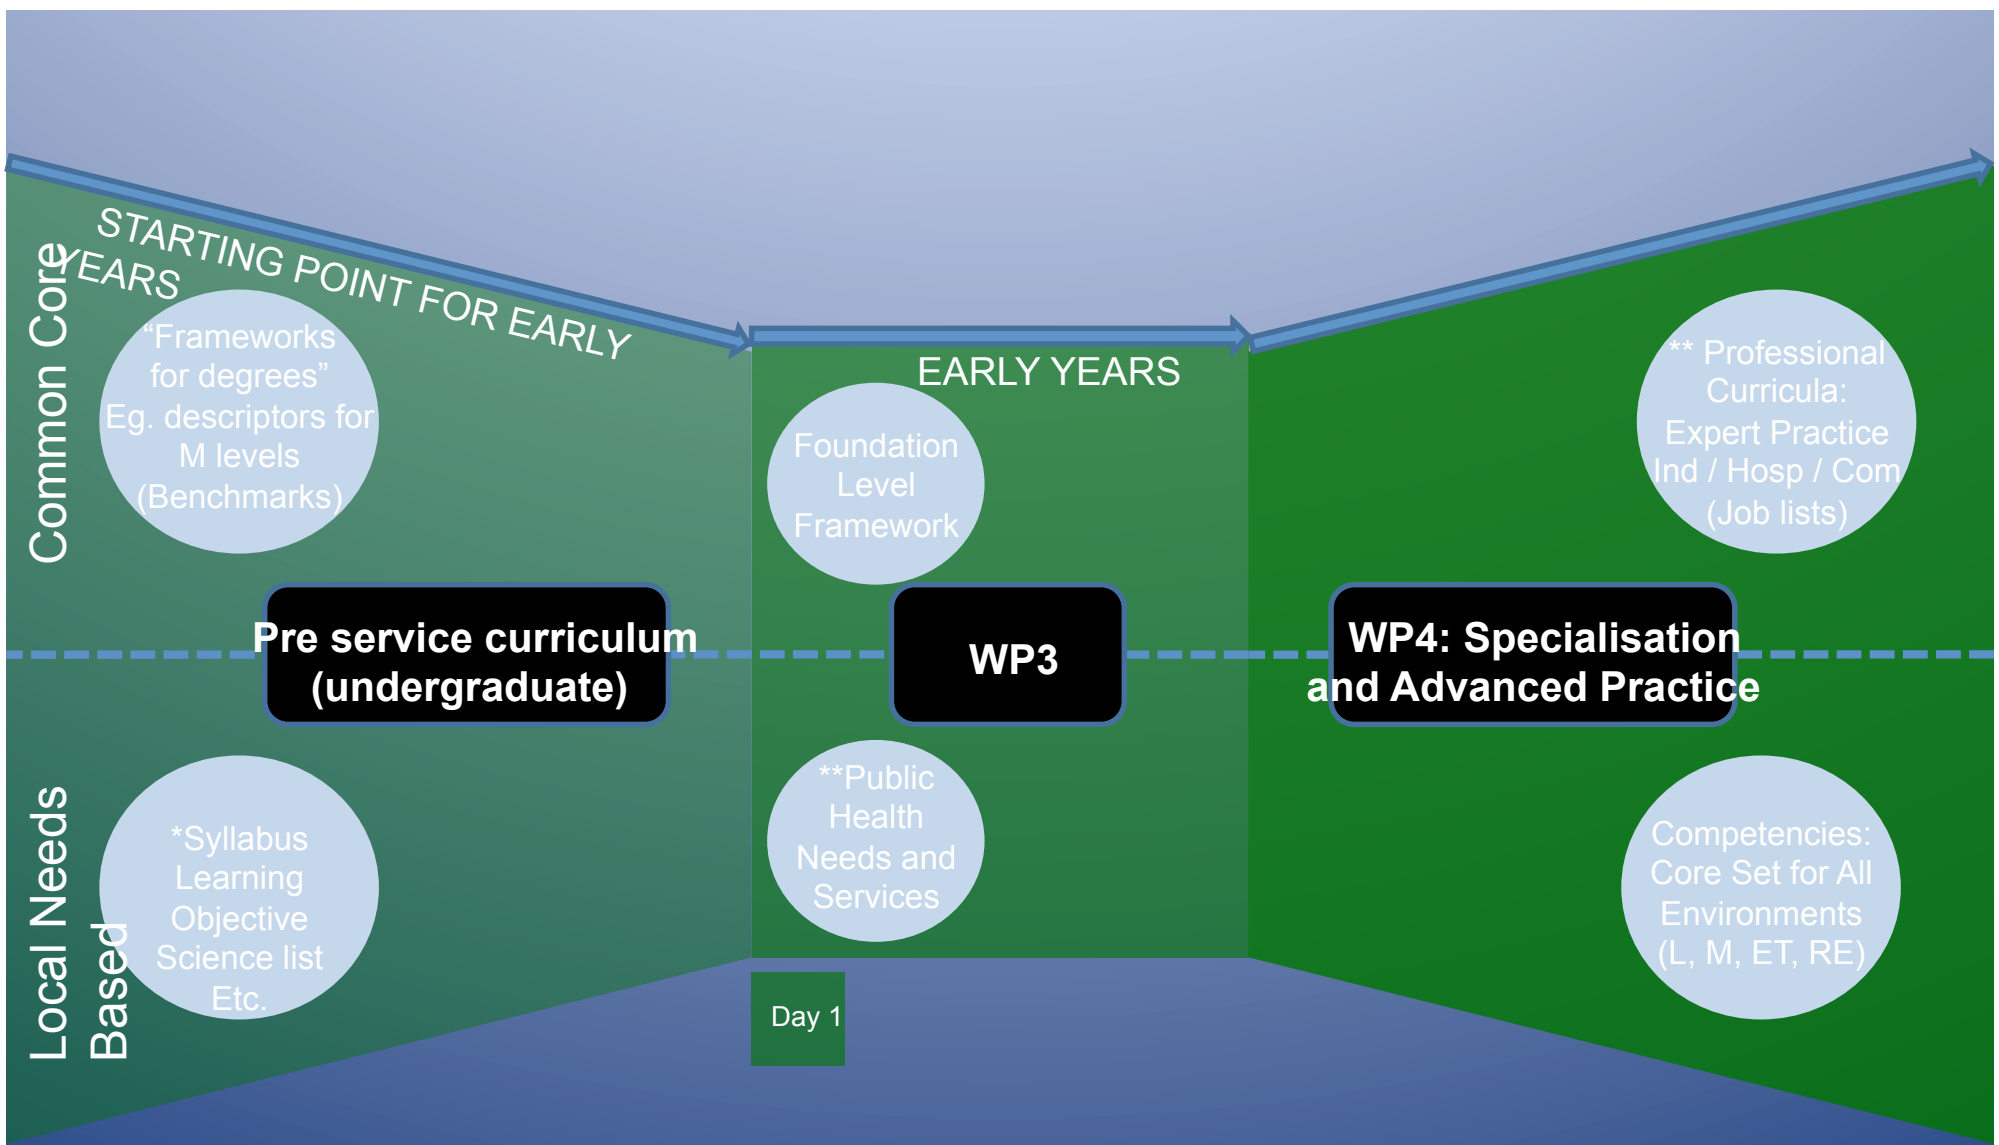 STARTING POINT FOR EARLY
YEARS
Common Core
“Frameworks
for degrees”
Eg. descriptors for
M levels
(Benchmarks)
EARLY YEARS
Foundation
Level
Framework
** Professional
Curricula:
Expert Practice
Ind / Hosp / Com
(Job lists)
Pre service curriculum
(undergraduate)
WP3
WP4: Specialisation
and Advanced Practice
Local Needs
Based
*Syllabus
Learning
Objective
Science list
Etc.
**Public
Health
Needs and
Services
Competencies:
Core Set for All
Environments
(L, M, ET, RE)
Day 1